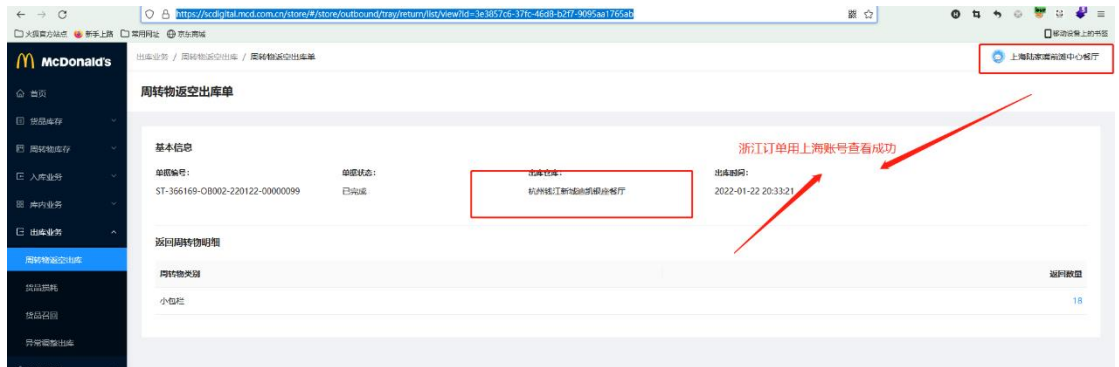 https://scdigital.mcd.com.cn/store/#/store/outbound/tray/return/list/view?id=3e3857c6-37fc-46d8-b2f7-9095aa1765ab
火狐官方站点 新手上路 常用网址 京东商城
移动设备上的书签
McDonald's
出库业务 / 周转物返空出库 / 周转物返空出库单
上海陆家嘴前滩中心餐厅
首页
货品库存
周转物库存
入库业务
库内业务
出库业务
周转物返空出库
货品损耗
货品召回
异常调整出库
周转物返空出库单
基本信息
浙江订单用上海账号查看成功
单据编号: 单据状态: 出库仓库: 出库时间:
ST-366169-OB002-220122-00000099 已完成 杭州钱江新城迪凯银座餐厅 2022-01-22 20:33:21
返回周转物明细
周转物类别 返回数量
小包栏 18